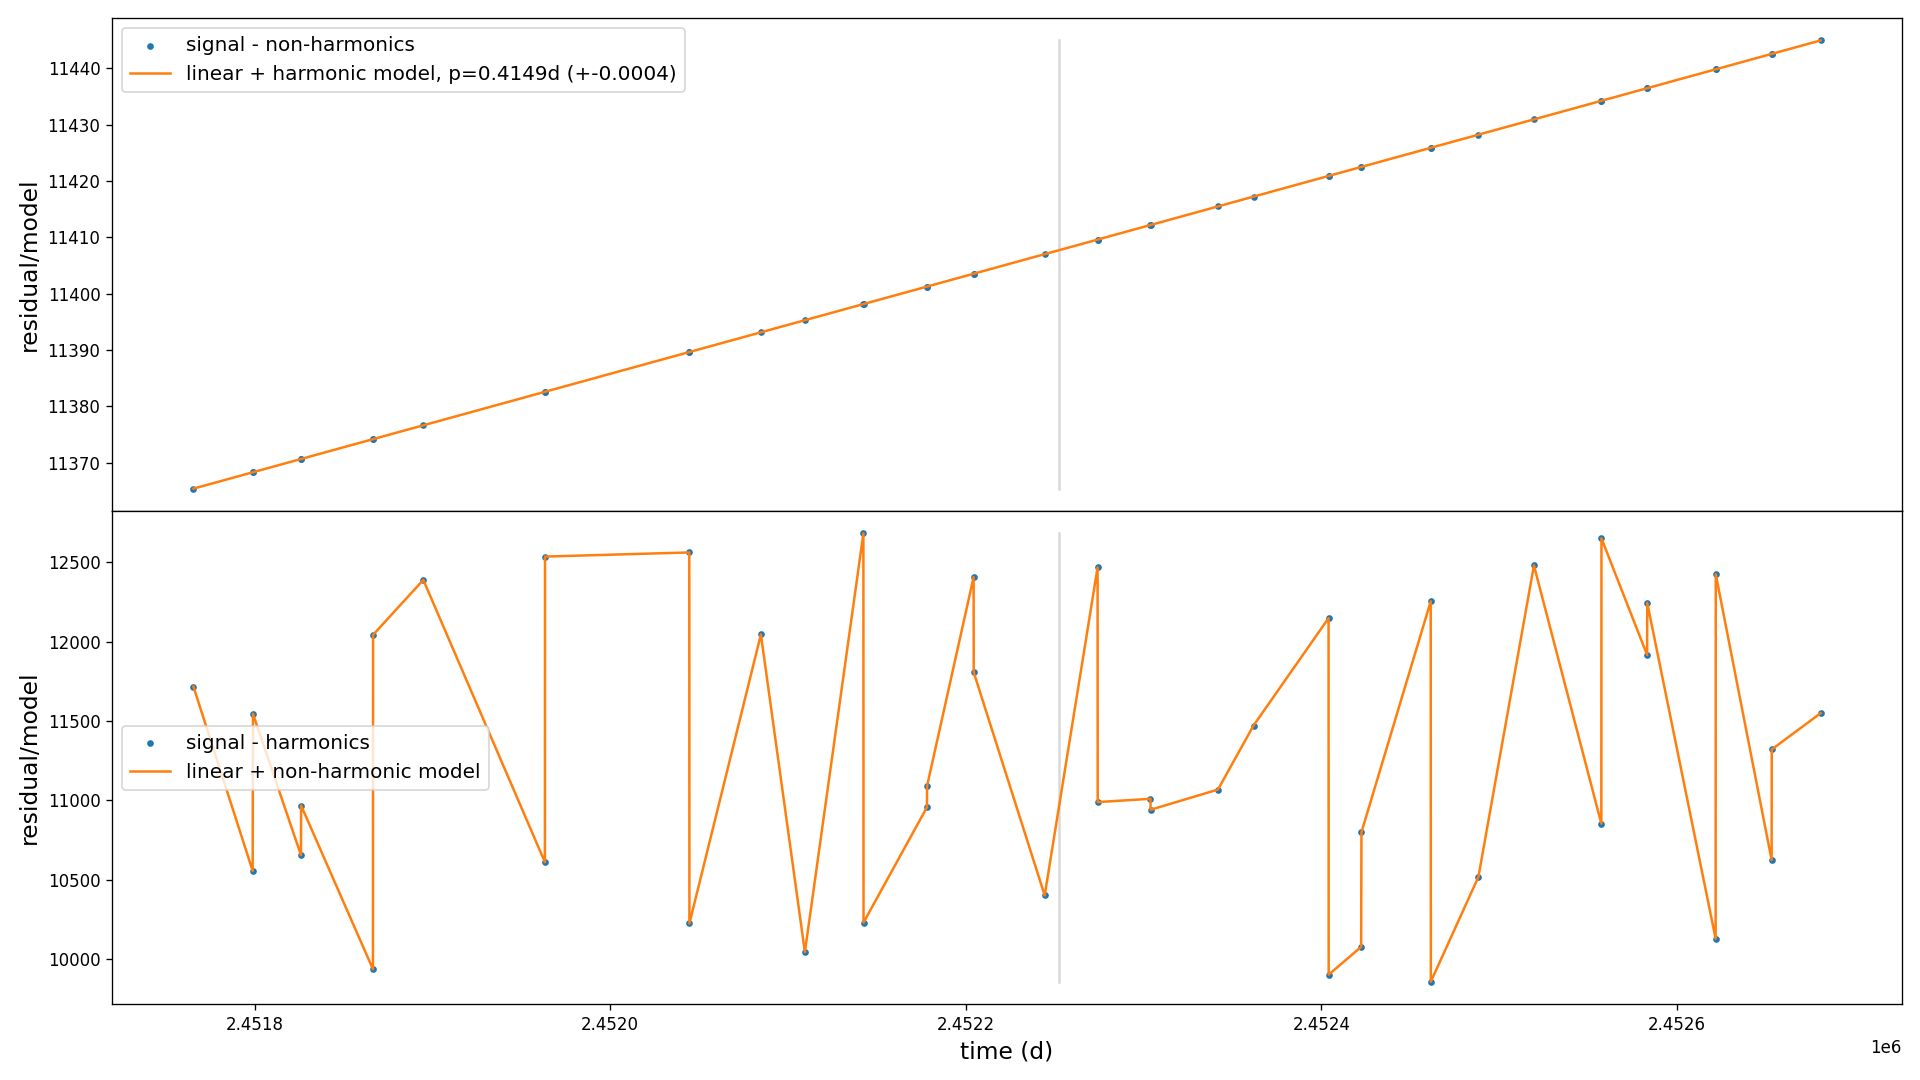 signal - non-harmonics
linear + harmonic model, p=0.4149d (+-0.0004)
11440
11430
11420
11410
11400
11390
11380
11370
residual/model
signal - harmonics
linear + non-harmonic model
12500
12000
11500
11000
10500
10000
residual/model
2.4518
2.4520
2.4522
2.4524
2.4526
1e6
time (d)